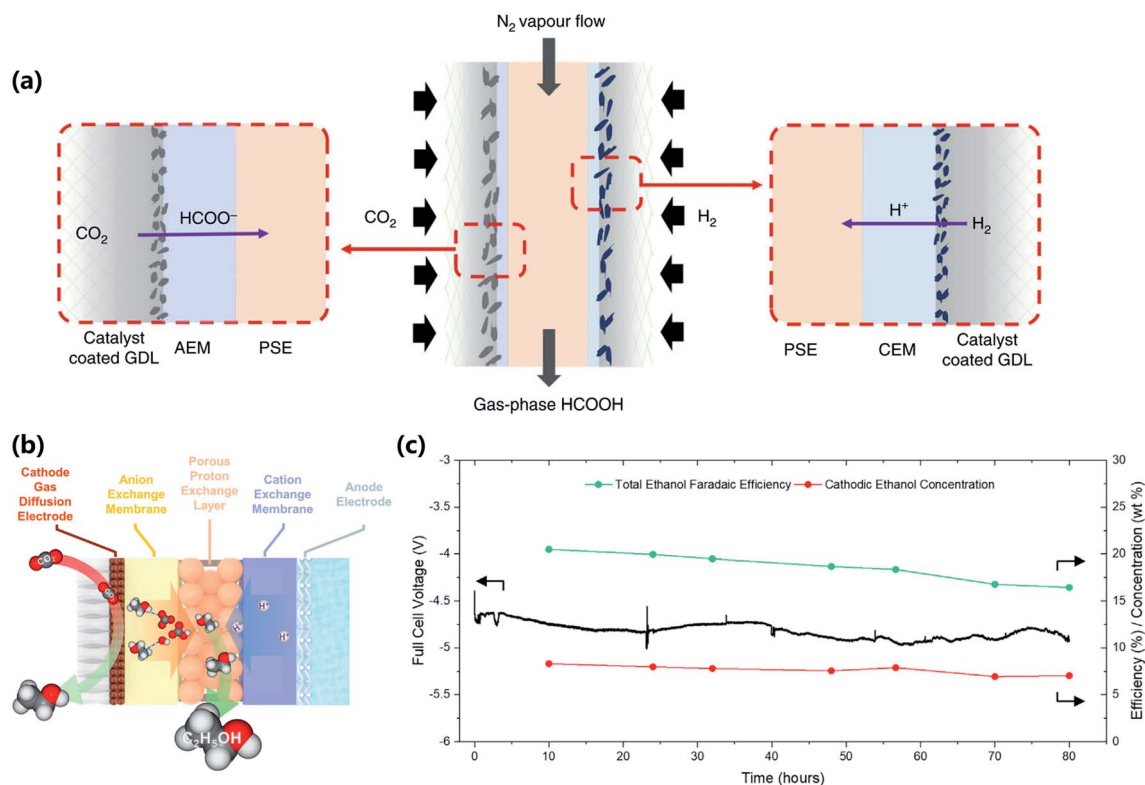 (a)
N₂ vapour flow
HCOO⁻
CO₂
CO₂
H₂
H⁺
H₂
Catalyst
coated GDL
AEM
PSE
PSE
CEM
Catalyst
coated GDL
Gas-phase HCOOH
(b)
Cathode
Gas
Diffusion
Electrode
Anion
Exchange
Membrane
Porous
Proton
Exchange
Layer
Cation
Exchange
Membrane
Anode
Electrode
H⁺
H⁺
H⁺
H⁺
C₂H₅OH
(c)
Total Ethanol Faradaic Efficiency
Cathodic Ethanol Concentration
Full Cell Voltage (V)
-3
-3.5
-4
-4.5
-5
-5.5
-6
0
10
20
30
40
50
60
70
80
Time (hours)
30
25
20
15
10
5
0
Efficiency (%) / Concentration (wt %)